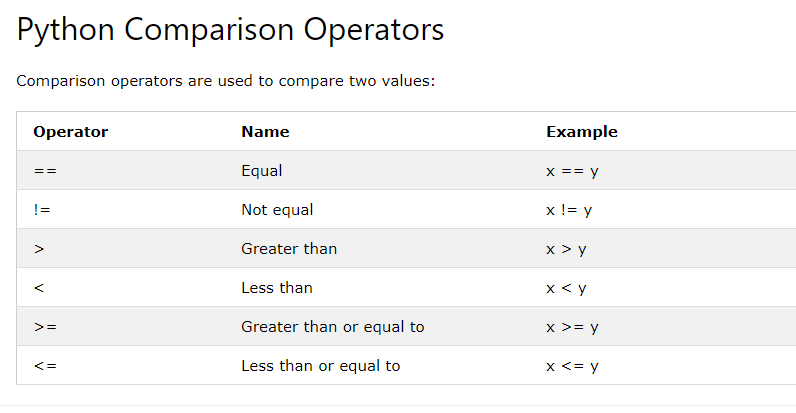 Python Comparison Operators
Comparison operators are used to compare two values:
Operator Name Example
== Equal x == y
!= Not equal x != y
> Greater than x > y
< Less than x < y
>= Greater than or equal to x >= y
<= Less than or equal to x <= y